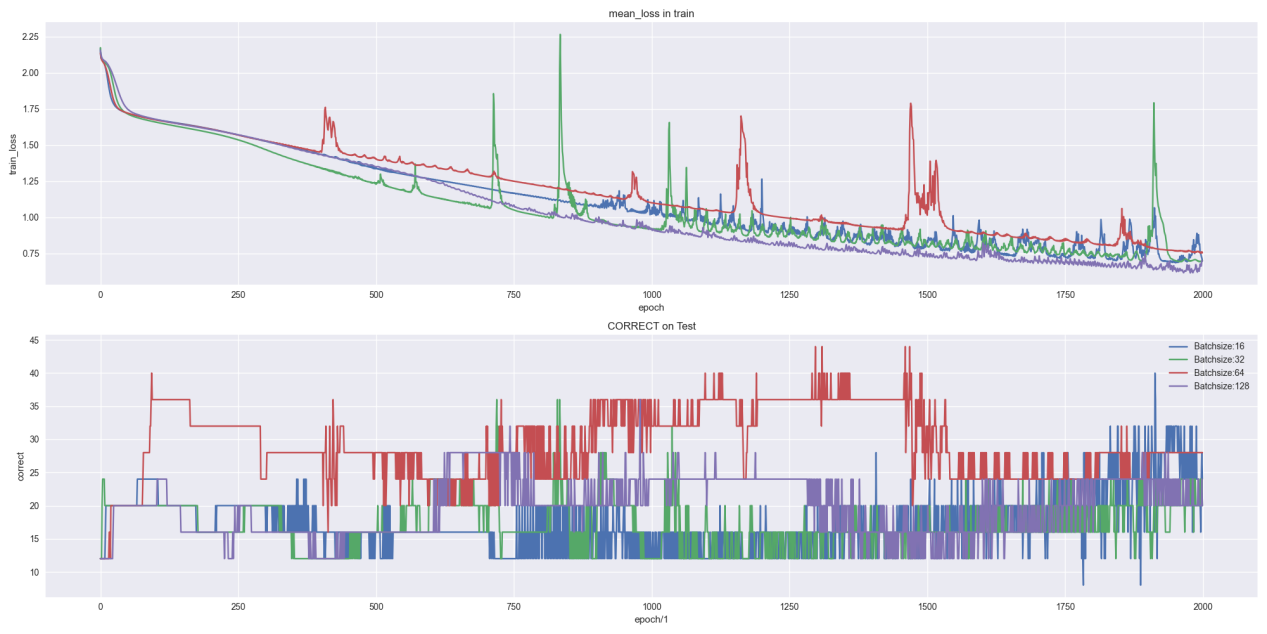 mean_loss in train
2.25
2.00
1.75
1.50
1.25
1.00
0.75
train_loss
0 250 500 750 1000 1250 1500 1750 2000
epoch
CORRECT on Test
45
40
35
30
25
20
15
10
correct
Batchsize:16
Batchsize:32
Batchsize:64
Batchsize:128
0 250 500 750 1000 1250 1500 1750 2000
epoch/1